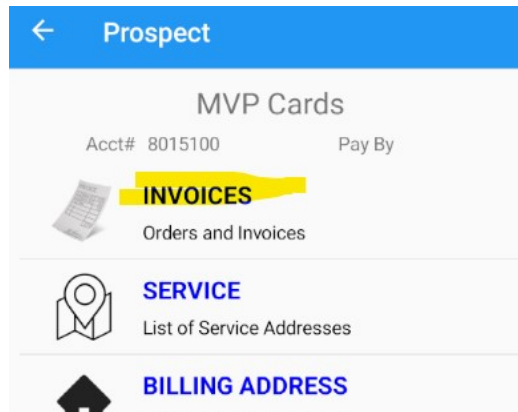 Prospect
MVP Cards
Acct# 8015100 Pay By
INVOICES
Orders and Invoices
SERVICE
List of Service Addresses
BILLING ADDRESS